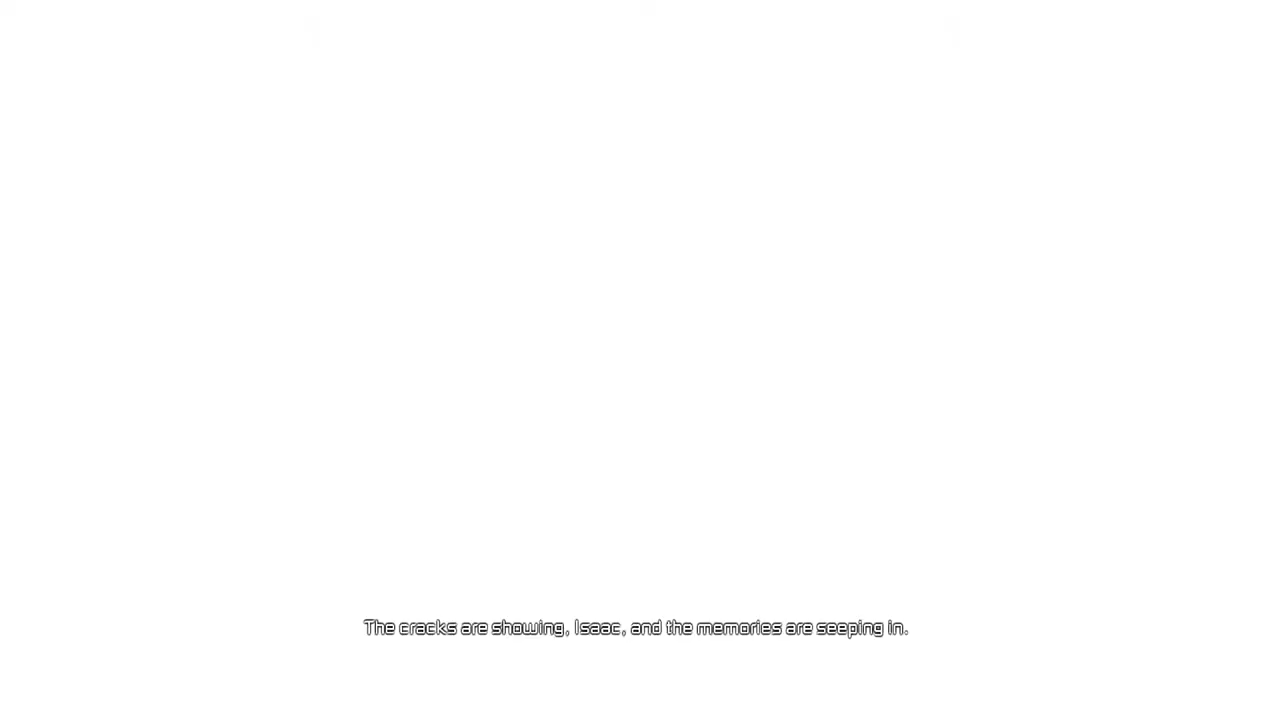 The cracks are showing, Isaac, and the memories are seeping in.